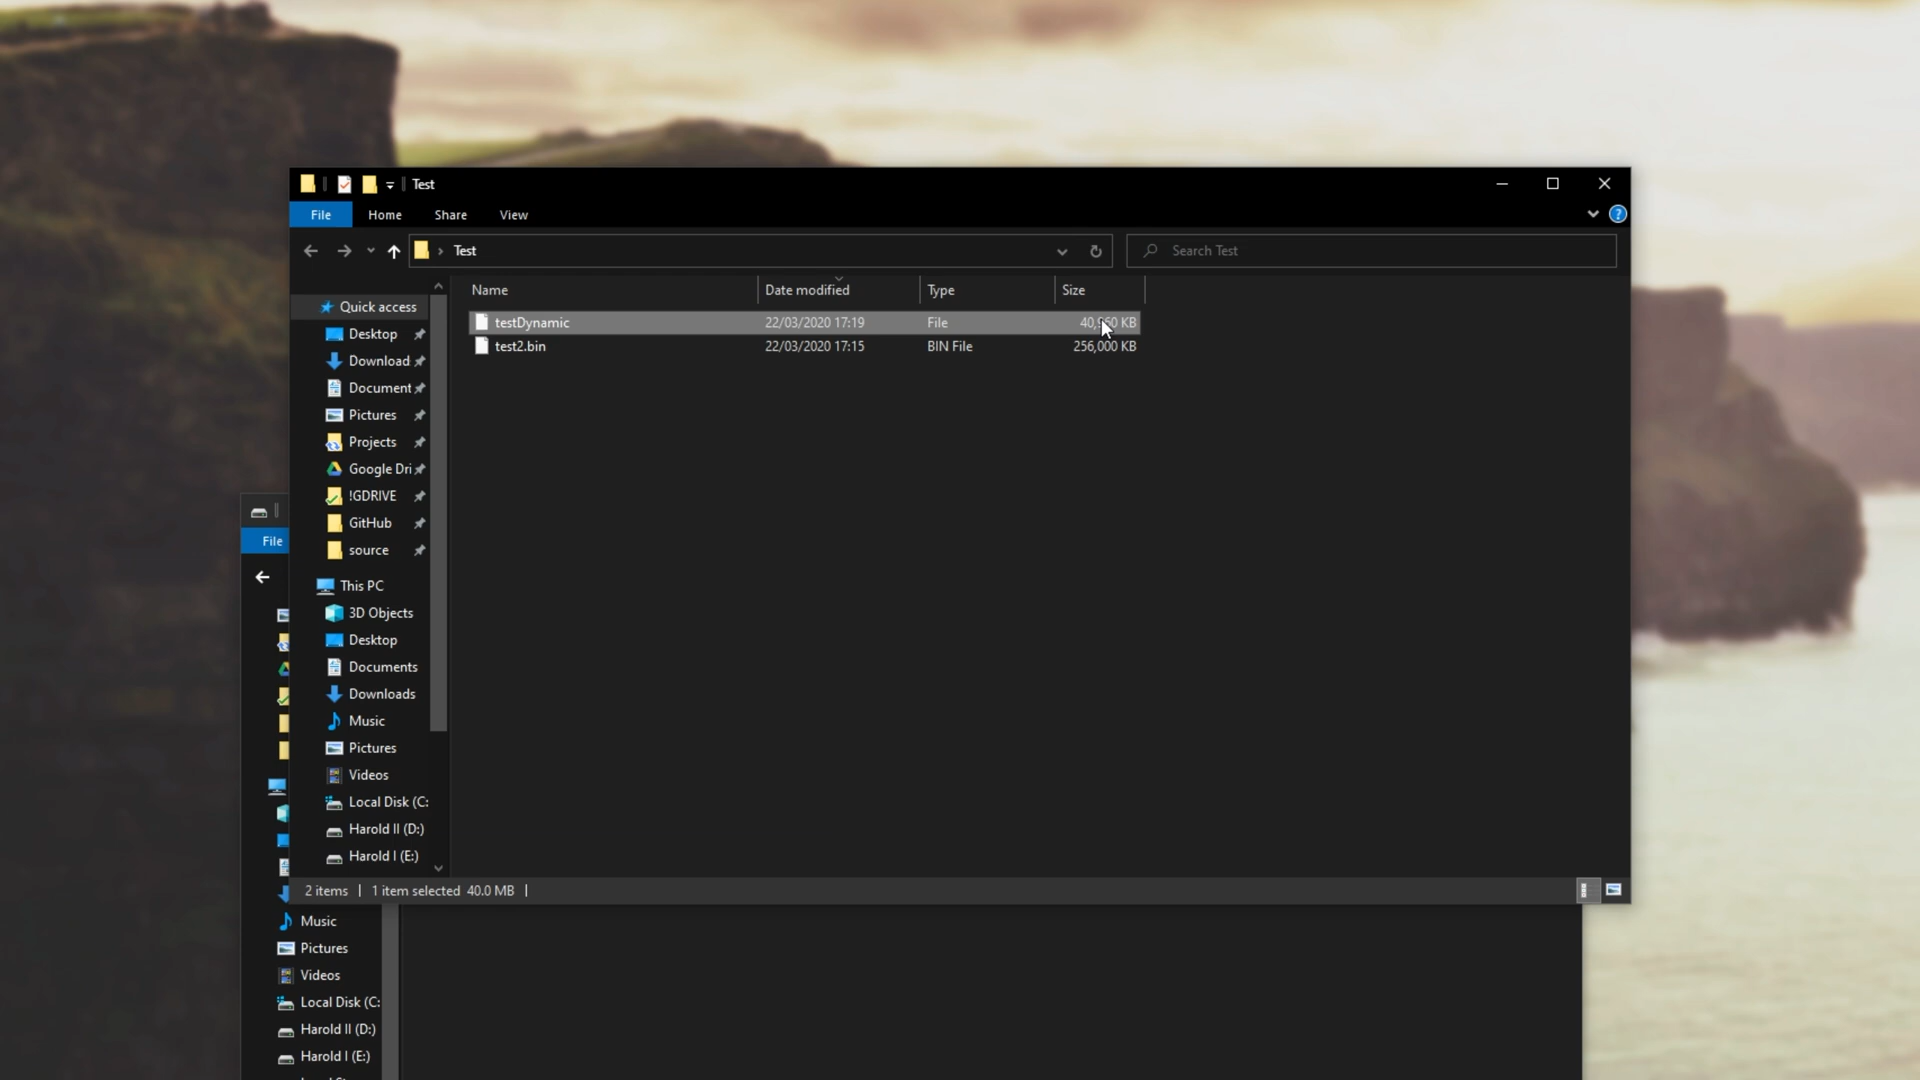 Test
File
Home
Share
View
Test
Search Test
Name
Date modified
Type
Size
Quick access
Desktop
Download
Document
Pictures
Projects
Google Dri
!GDRIVE
GitHub
source
This PC
3D Objects
Desktop
Documents
Downloads
Music
Pictures
Videos
Local Disk (C:
Harold II (D:)
Harold I (E:)
testDynamic 22/03/2020 17:19 File KB
test2.bin 22/03/2020 17:15 BIN File 256,000 KB
2 items 1 item selected 40.0 MB
File
Music
Pictures
Videos
Local Disk (C:
Harold II (D:)
Harold I (E:)